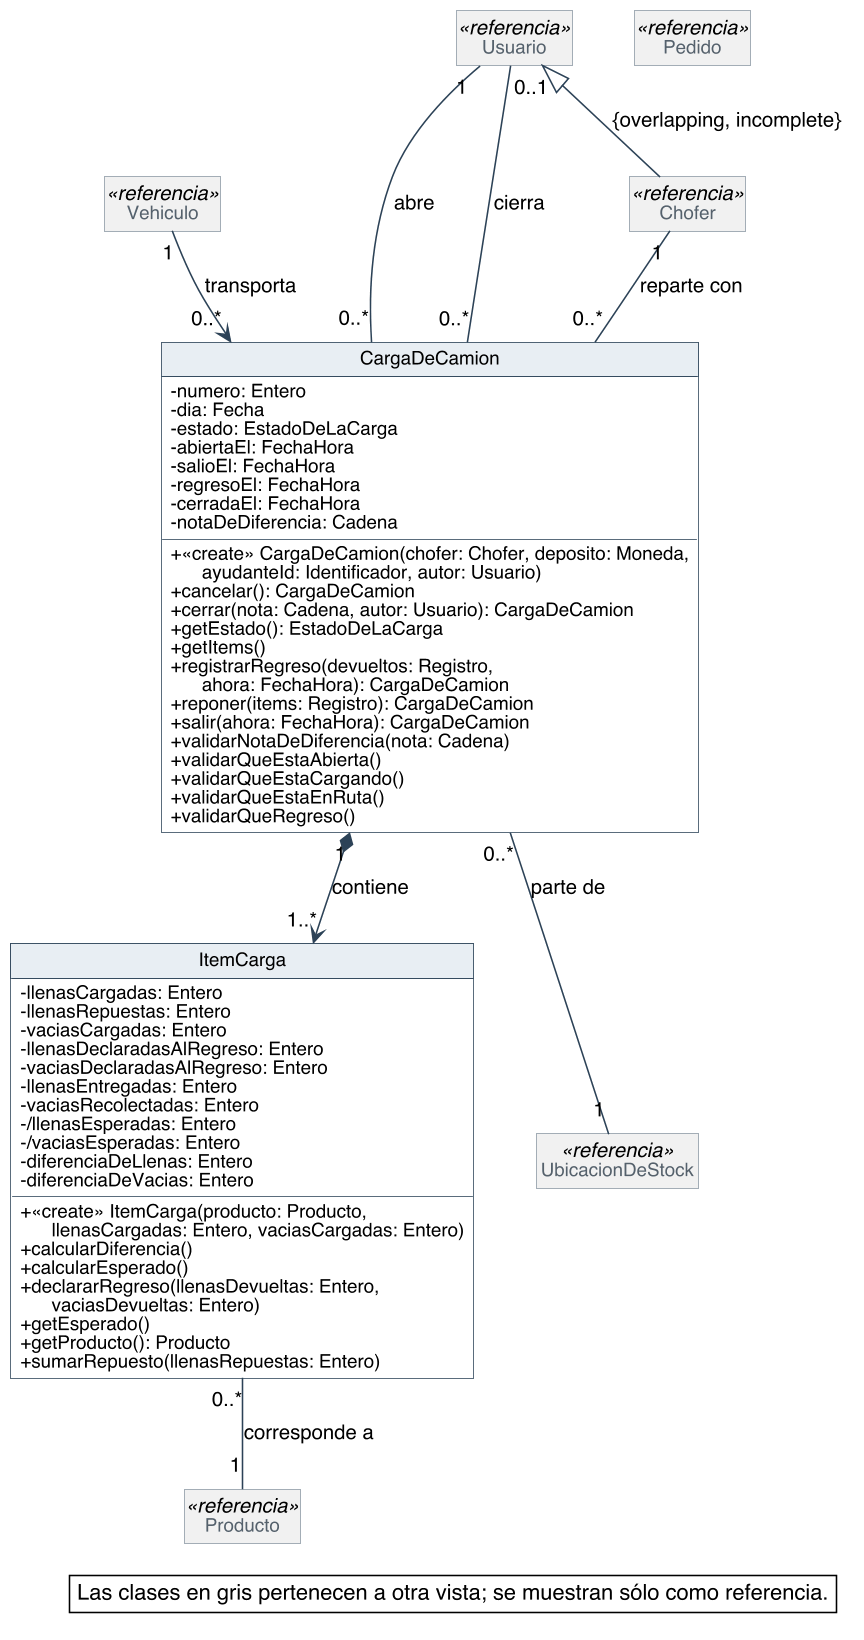 «referencia»
Usuario
«referencia»
Pedido
1
0..1
{overlapping, incomplete}
«referencia»
Vehiculo
abre
cierra
«referencia»
Chofer
1
1
transporta
reparte con
0..*
0..*
0..*
0..*
CargaDeCamion
-numero: Entero
-dia: Fecha
-estado: EstadoDeLaCarga
-abiertaEl: FechaHora
-salioEl: FechaHora
-regresoEl: FechaHora
-cerradaEl: FechaHora
-notaDeDiferencia: Cadena
+«create» CargaDeCamion(chofer: Chofer, deposito: Moneda,
ayudanteId: Identificador, autor: Usuario)
+cancelar(): CargaDeCamion
+cerrar(nota: Cadena, autor: Usuario): CargaDeCamion
+getEstado(): EstadoDeLaCarga
+getItems()
+registrarRegreso(devueltos: Registro,
ahora: FechaHora): CargaDeCamion
+reponer(items: Registro): CargaDeCamion
+salir(ahora: FechaHora): CargaDeCamion
+validarNotaDeDiferencia(nota: Cadena)
+validarQueEstaAbierta()
+validarQueEstaCargando()
+validarQueEstaEnRuta()
+validarQueRegreso()
1
0..*
contiene
parte de
1..*
ItemCarga
-llenasCargadas: Entero
-llenasRepuestas: Entero
-vaciasCargadas: Entero
-llenasDeclaradasAlRegreso: Entero
-vaciasDeclaradasAlRegreso: Entero
-llenasEntregadas: Entero
-vaciasRecolectadas: Entero
-/llenasEsperadas: Entero
-/vaciasEsperadas: Entero
-diferenciaDeLlenas: Entero
-diferenciaDeVacias: Entero
+«create» ItemCarga(producto: Producto,
llenasCargadas: Entero, vaciasCargadas: Entero)
+calcularDiferencia()
+calcularEsperado()
+declararRegreso(llenasDevueltas: Entero,
vaciasDevueltas: Entero)
+getEsperado()
+getProducto(): Producto
+sumarRepuesto(llenasRepuestas: Entero)
1
«referencia»
UbicacionDeStock
0..*
corresponde a
1
«referencia»
Producto
Las clases en gris pertenecen a otra vista; se muestran sólo como referencia.